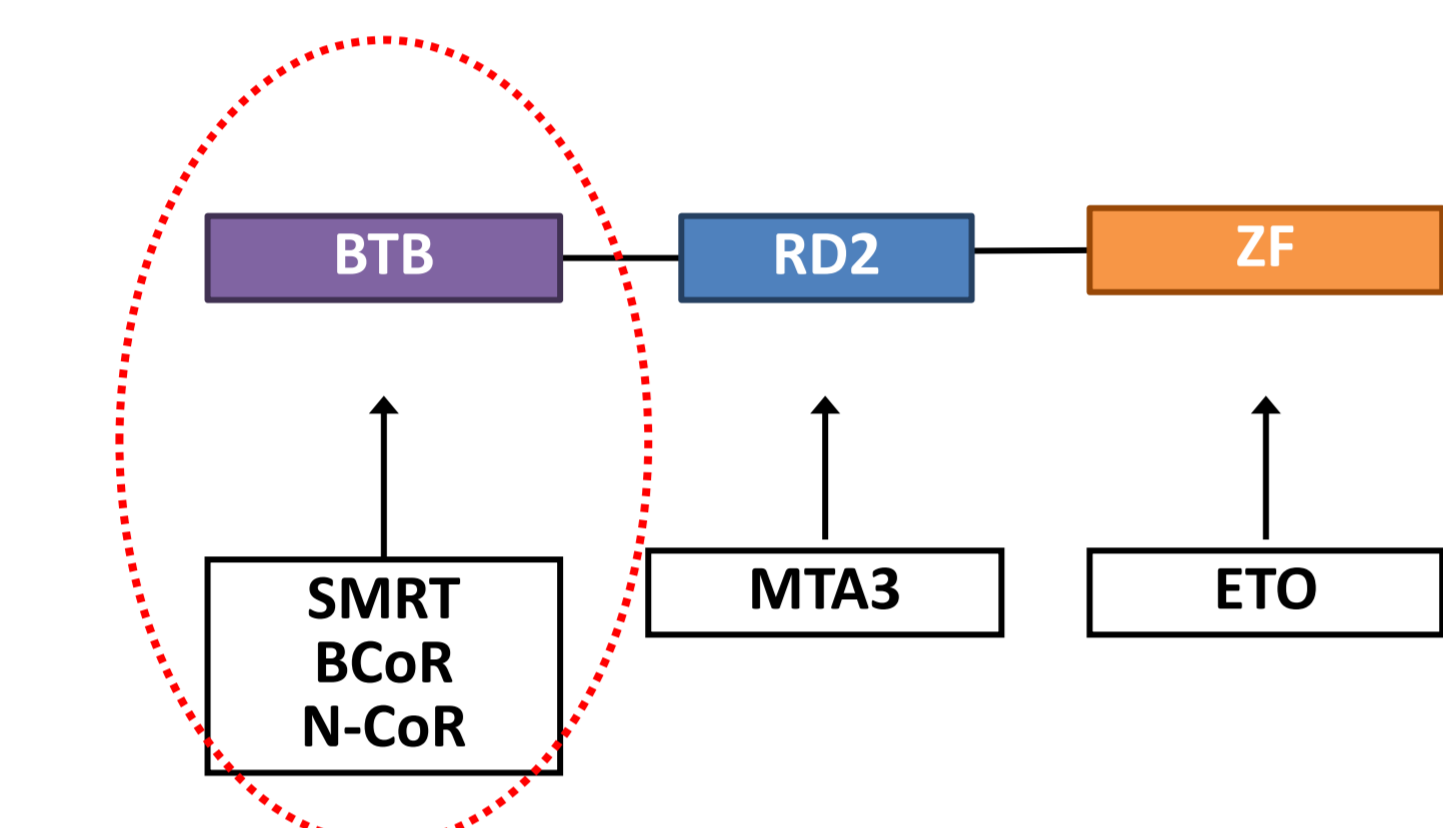 BTB
RD2
ZF
SMRT
BCoR
N-CoR
MTA3
ETO